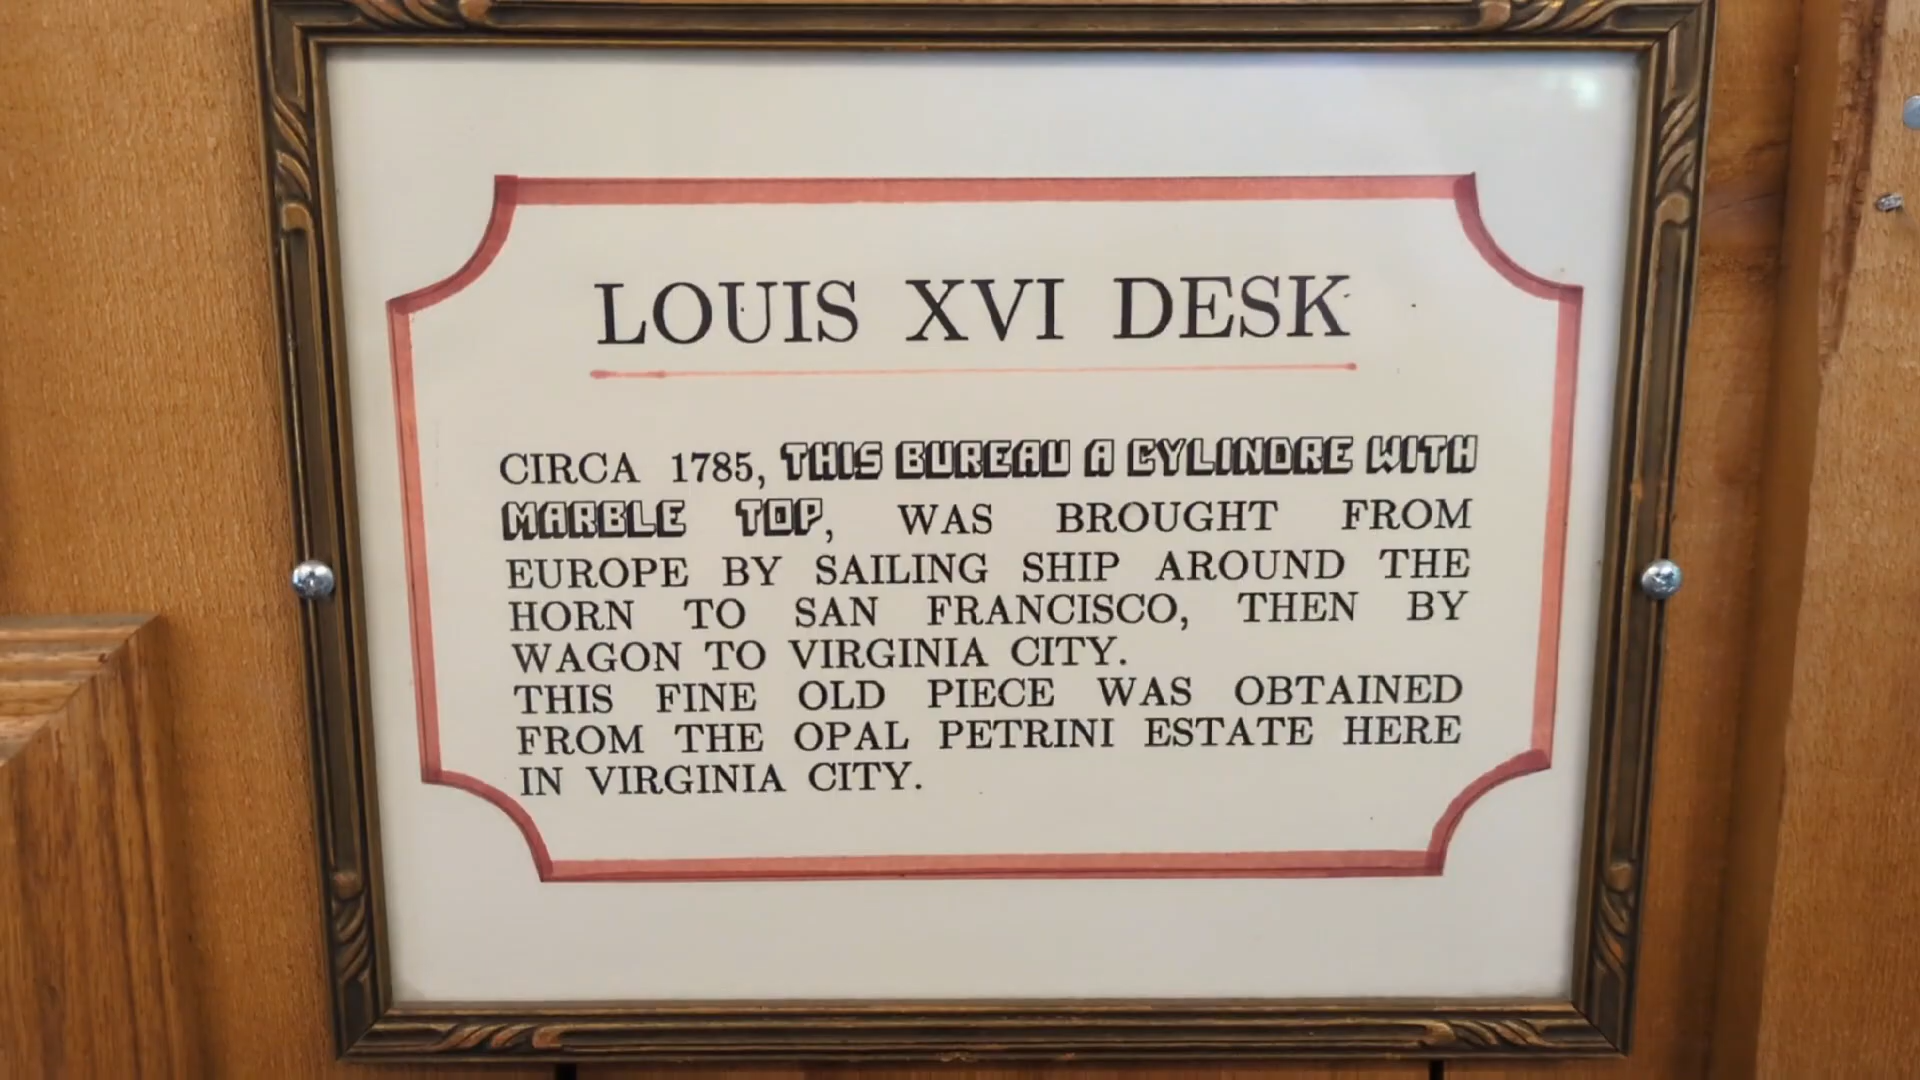 LOUIS XVI DESK
CIRCA 1785, THIS BUREAU A CYLINDRE WITH
MARBLE TOP, WAS BROUGHT FROM
EUROPE BY SAILING SHIP AROUND THE
HORN TO SAN FRANCISCO, THEN BY
WAGON TO VIRGINIA CITY.
THIS FINE OLD PIECE WAS OBTAINED
FROM THE OPAL PETRINI ESTATE HERE
IN VIRGINIA CITY.